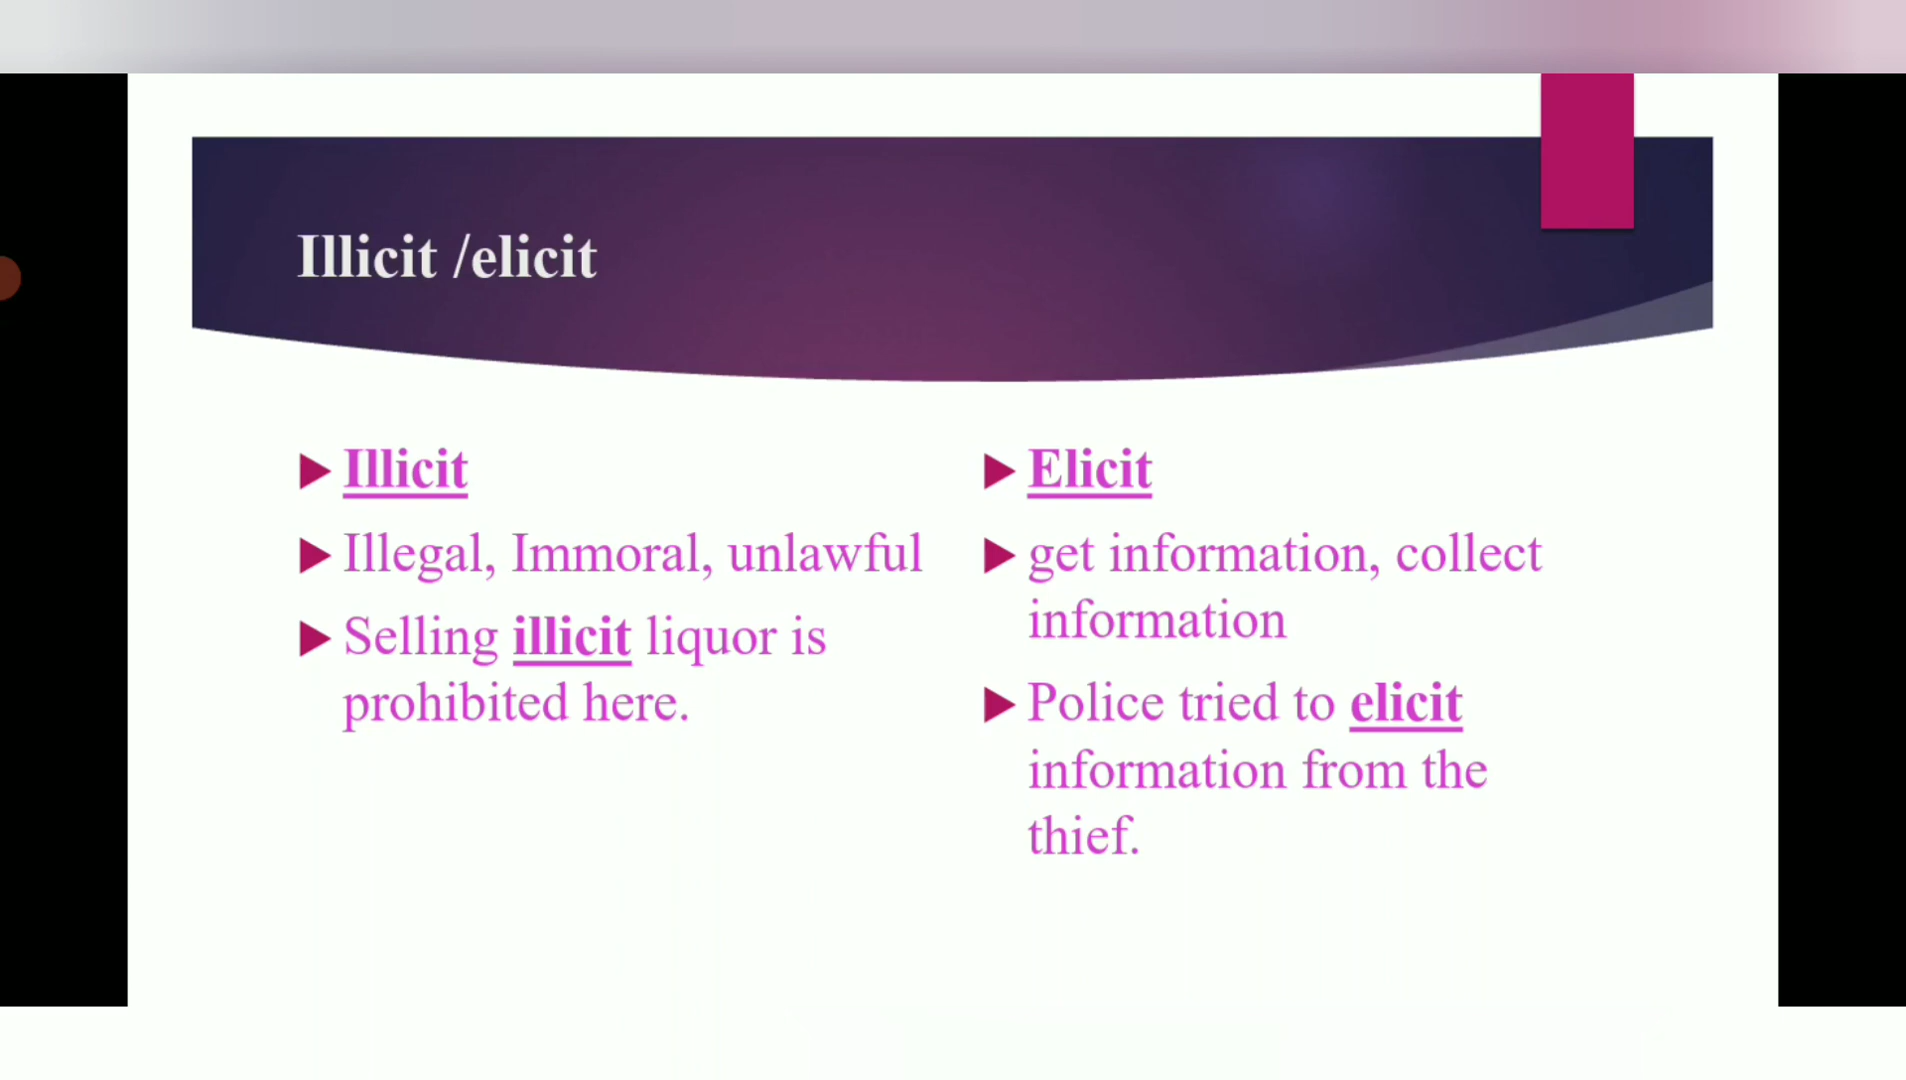 Illicit /elicit
Illicit
Illegal, Immoral, unlawful
Selling illicit liquor is
prohibited here.
Elicit
get information, collect
information
Police tried to elicit
information from the
thief.